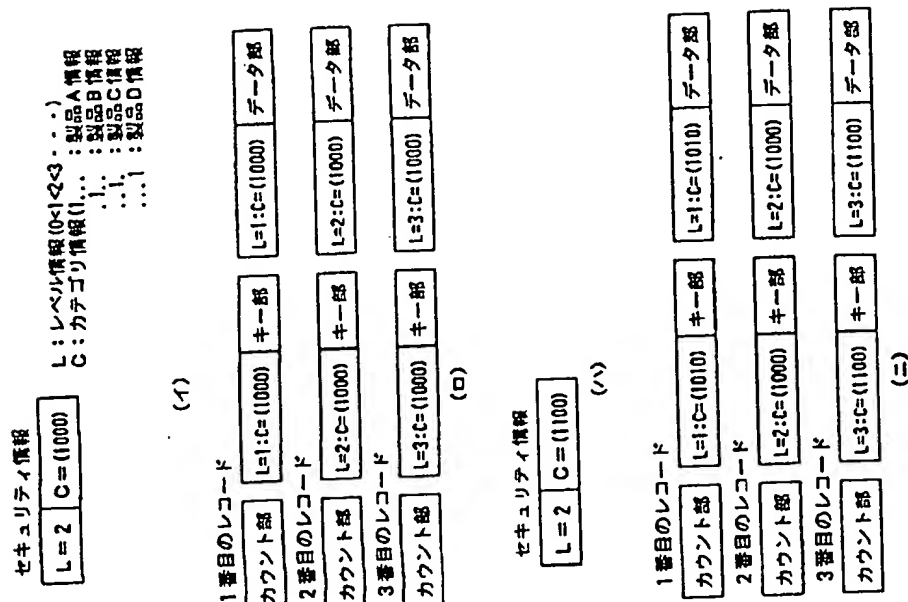 セキュリティ情報
L=2 C=(1000)
L:レベル情報(0<1<2<3・・・)
C:カテゴリ情報(1... :製品A情報
.1.. :製品B情報
..1. :製品C情報
...1 :製品D情報
(イ)
1番目のレコード
カウント部 L=1:C=(1000) キー部 L=1:C=(1000) データ部
2番目のレコード
カウント部 L=2:C=(1000) キー部 L=2:C=(1000) データ部
3番目のレコード
カウント部 L=3:C=(1000) キー部 L=3:C=(1000) データ部
(ロ)
セキュリティ情報
L=2 C=(1100)
(ハ)
1番目のレコード
カウント部 L=1:C=(1010) キー部 L=1:C=(1010) データ部
2番目のレコード
カウント部 L=2:C=(1000) キー部 L=2:C=(1000) データ部
3番目のレコード
カウント部 L=3:C=(1100) キー部 L=3:C=(1100) データ部
(ニ)